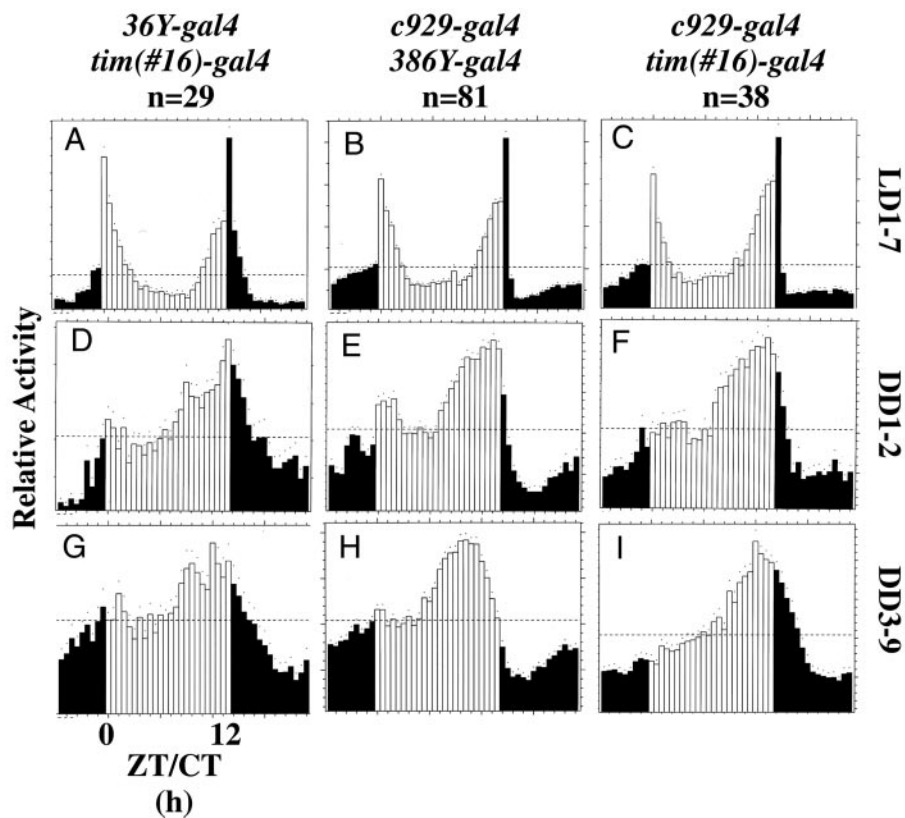 36Y-gal4
tim(#16)-gal4
n=29
c929-gal4
386Y-gal4
n=81
c929-gal4
tim(#16)-gal4
n=38
A
B
C
LD1-7
D
E
F
DD1-2
G
H
I
DD3-9
Relative Activity
0 12
ZT/CT
(h)